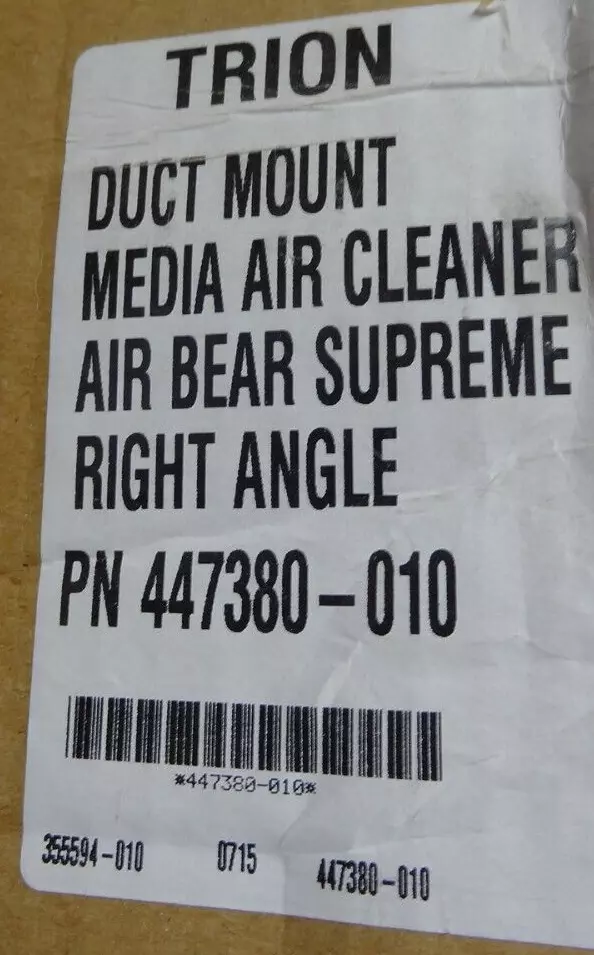 TRION
DUCT MOUNT
MEDIA AIR CLEANER
AIR BEAR SUPREME
RIGHT ANGLE
PN 447380-010
*447380-010*
355594-010 0715 447380-010